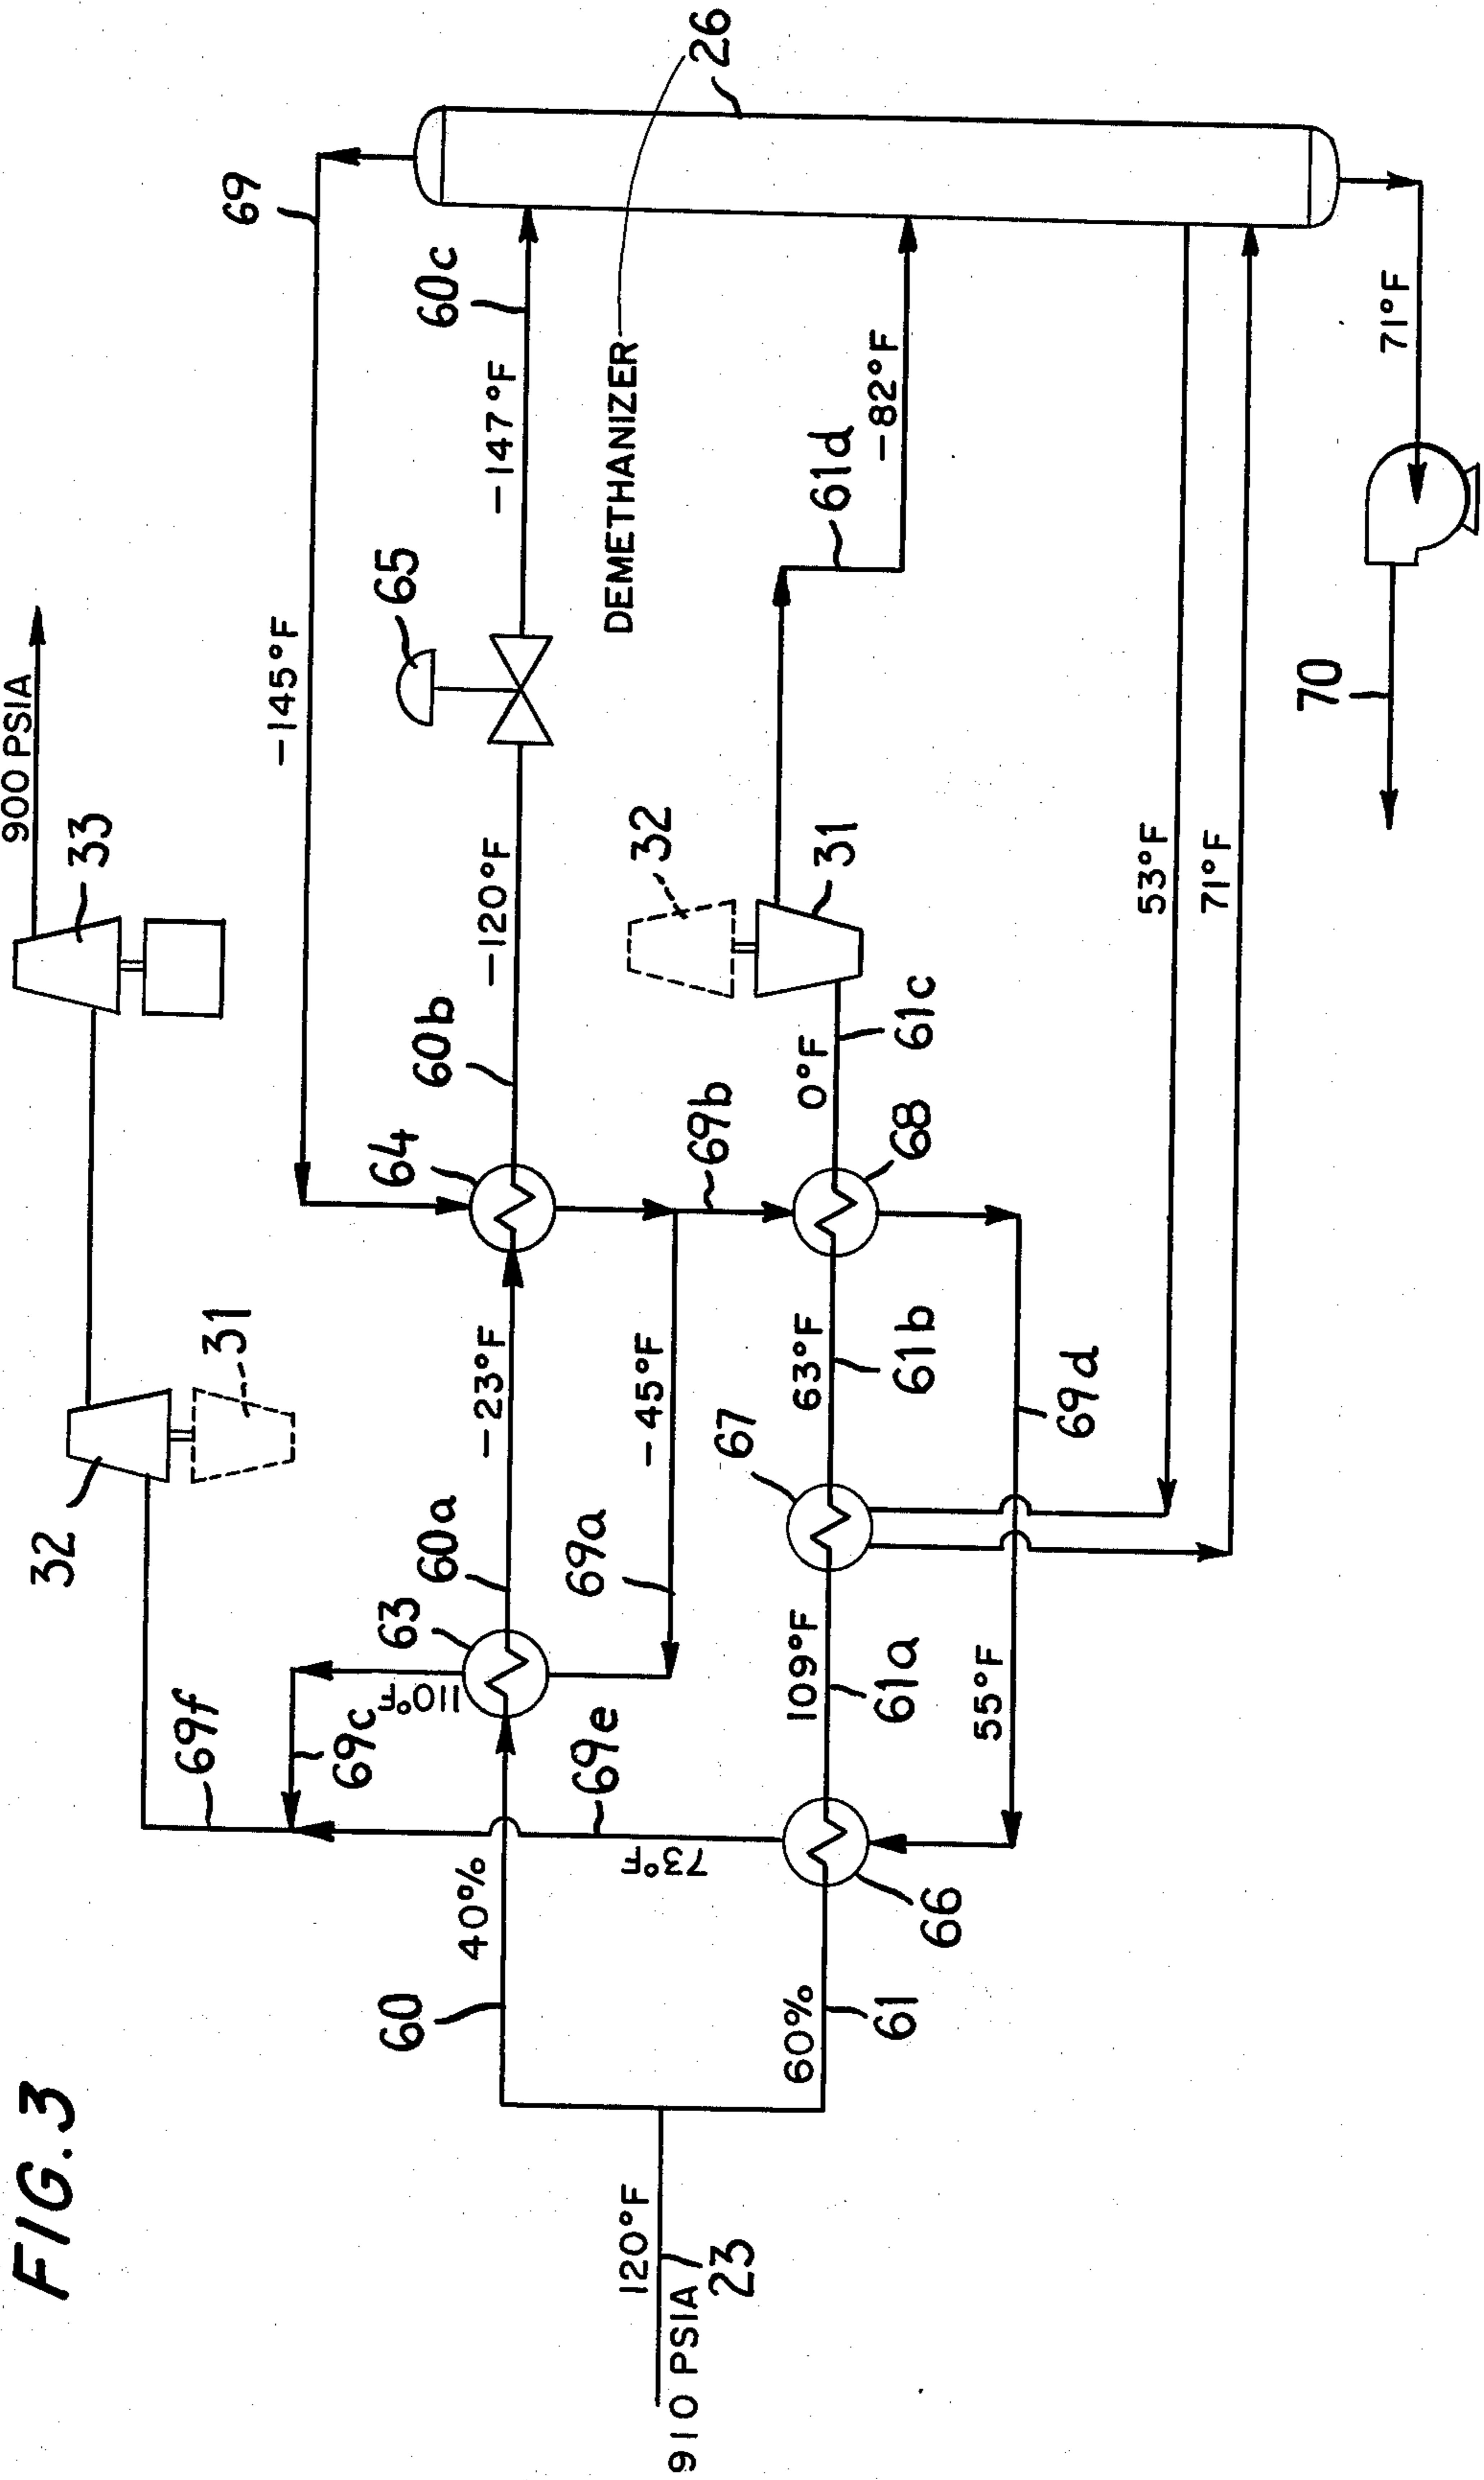 FIG. 3
900 PSIA
33
32
31
69f
69
-145°F
65
60c
-147°F
-120°F
60b
64
-23°F
60a
63
110°F
69c
40%
60
26
DEMETHANIZER
32
31
61d
-82°F
69b
-45°F
69a
69e
73°F
120°F
910 PSIA
23
0°F
61c
68
63°F
61b
67
109°F
61a
66
60%
61
69d
55°F
53°F
71°F
71°F
70